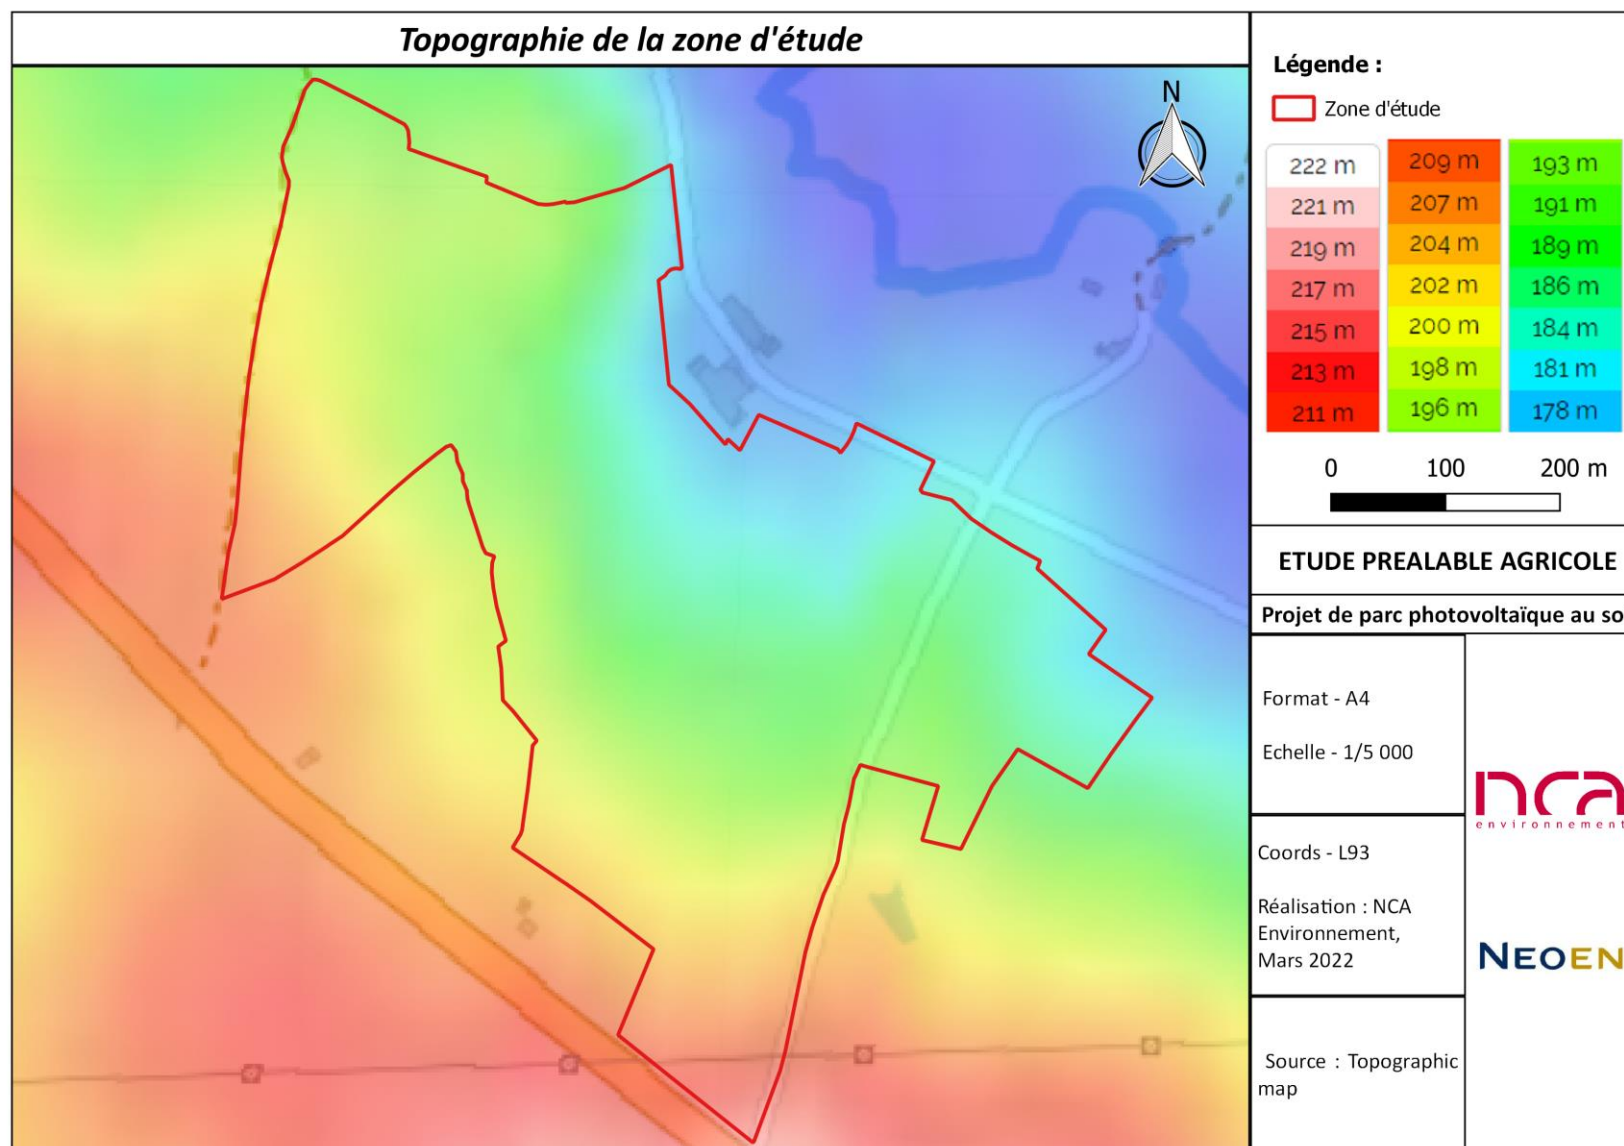 Topographie de la zone d'étude
N
Légende :
Zone d'étude
222 m 209 m 193 m
221 m 207 m 191 m
219 m 204 m 189 m
217 m 202 m 186 m
215 m 200 m 184 m
213 m 198 m 181 m
211 m 196 m 178 m
0 100 200 m
ETUDE PREALABLE AGRICOLE
Projet de parc photovoltaïque au so
Format - A4
Echelle - 1/5 000
nca
environnement
Coords - L93
Réalisation : NCA
Environnement,
Mars 2022
NEOEN
Source : Topographic
map